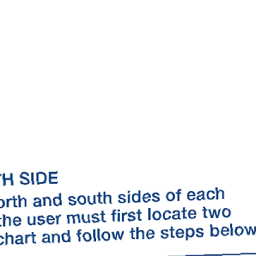 TH SIDE
orth and south sides of each
the user must first locate two
chart and follow the steps below